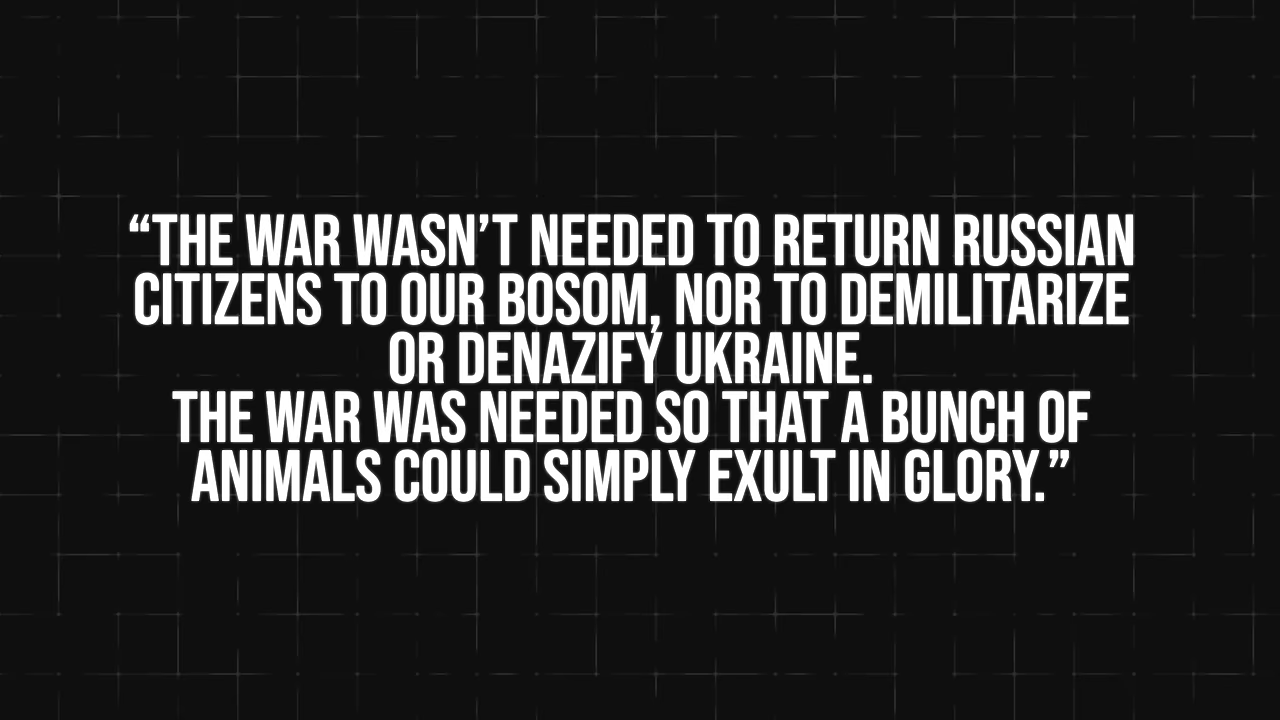 “THE WAR WASN’T NEEDED TO RETURN RUSSIAN
CITIZENS TO OUR BOSOM, NOR TO DEMILITARIZE
OR DENAZIFY UKRAINE.
THE WAR WAS NEEDED SO THAT A BUNCH OF
ANIMALS COULD SIMPLY EXULT IN GLORY.”